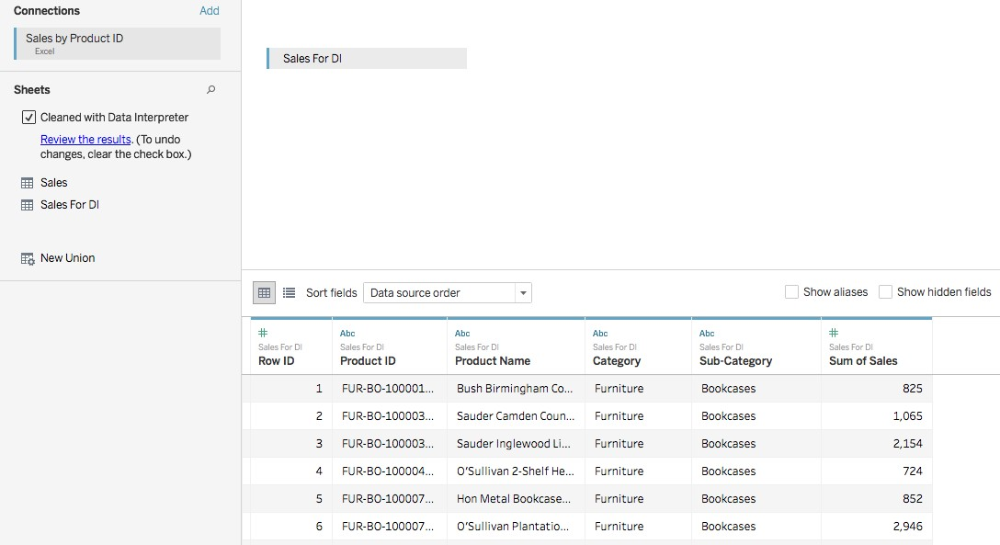 Connections Add
Sales by Product ID
Excel
Sheets
Cleaned with Data Interpreter
Review the results. (To undo
changes, clear the check box.)
Sales
Sales For DI
New Union
Sales For DI
Sort fields Data source order Show aliases Show hidden fields
# Abc Abc Abc Abc #
Sales For DI Sales For DI Sales For DI Sales For DI Sales For DI Sales For DI
Row ID Product ID Product Name Category Sub-Category Sum of Sales
1 FUR-BO-100001... Bush Birmingham Co... Furniture Bookcases 825
2 FUR-BO-100003... Sauder Camden Coun... Furniture Bookcases 1,065
3 FUR-BO-100003... Sauder Inglewood Li... Furniture Bookcases 2,154
4 FUR-BO-100004... O'Sullivan 2-Shelf He... Furniture Bookcases 724
5 FUR-BO-100007... Hon Metal Bookcase... Furniture Bookcases 852
6 FUR-BO-100007... O'Sullivan Plantatio... Furniture Bookcases 2,946